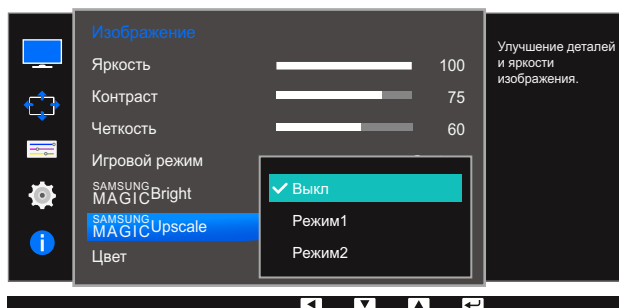 Изображение
Яркость 100
Контраст 75
Четкость 60
Игровой режим
SAMSUNG
MAGICBright
SAMSUNG
MAGICUpscale
Цвет
Выкл
Режим1
Режим2
Улучшение деталей
и яркости
изображения.